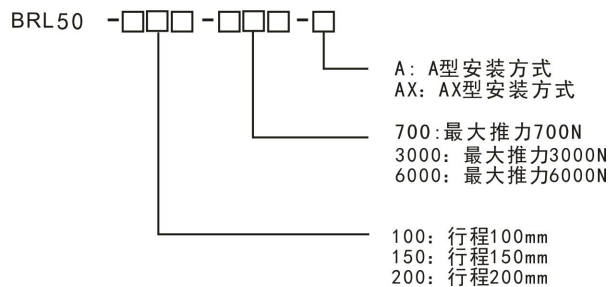 BRL50 -□□□-□□□-□
A: A型安装方式
AX: AX型安装方式
700:最大推力700N
3000: 最大推力3000N
6000: 最大推力6000N
100: 行程100mm
150: 行程150mm
200: 行程200mm